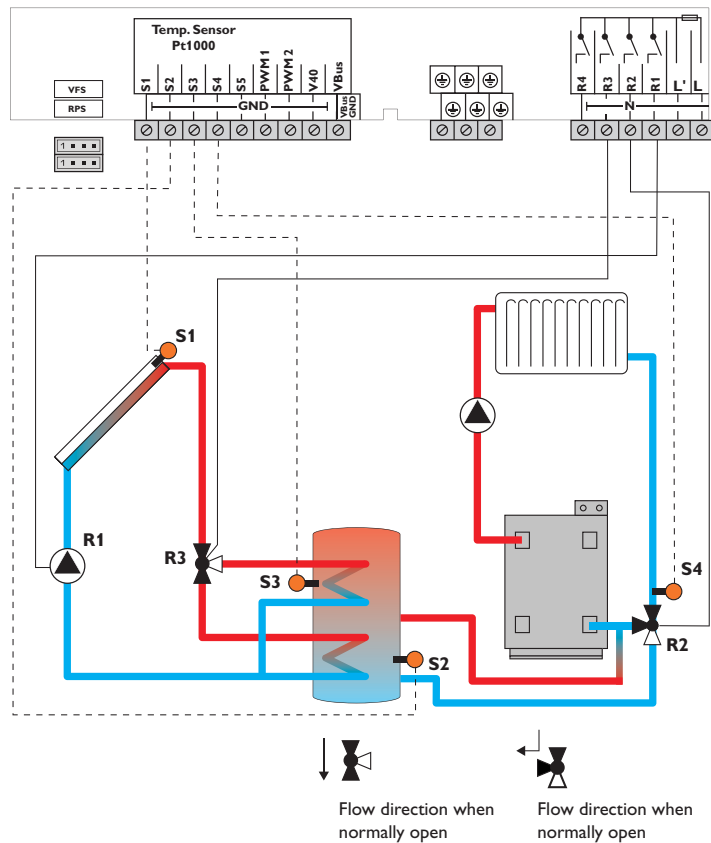 Temp. Sensor
Pt1000
VFS
RPS
S1
S2
S3
S4
S5
PWM1
PWM2
V40
VBus
GND
VBus
GND
R4
R3
R2
R1
L'
L
N
1
1
S1
R1
R3
S3
S2
S4
R2
Flow direction when
normally open
Flow direction when
normally open